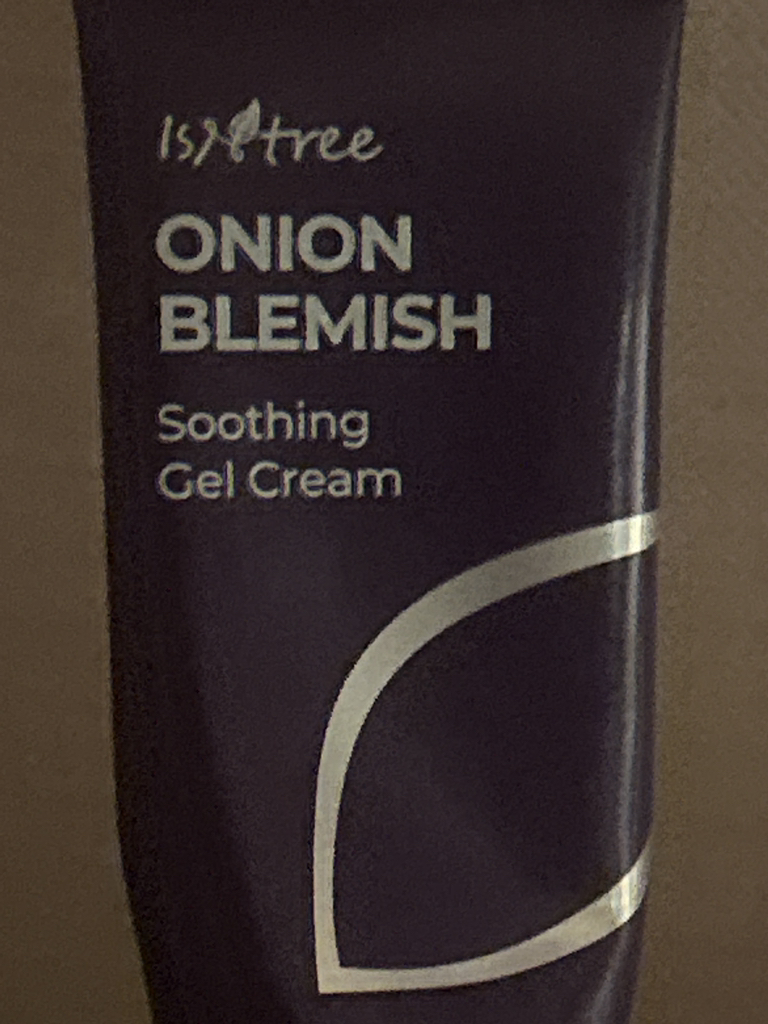 Isntree
ONION
BLEMISH
Soothing
Gel Cream